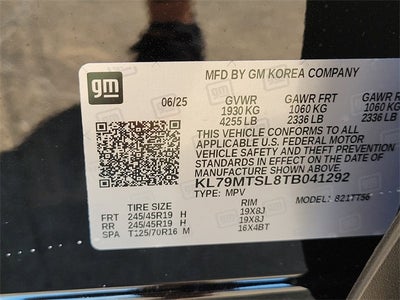 gm
MFD BY GM KOREA COMPANY
06/25 GVWR GAWR FRT GAWR R
1930 KG 1060 KG 1060 KG
4255 LB 2336 LB 2336 LB
THIS VEHICLE CONFORMS TO ALL
APPLICABLE U.S. FEDERAL MOTOR
VEHICLE SAFETY AND THEFT PREVENTION
STANDARDS IN EFFECT ON THE DATE OF
MANUFACTURE SHOWN ABOVE.
KL79MTSL8TB041292
TYPE: MPV MODEL:
TIRE SIZE RIM
FRT 245/45R19 H 19X8J
RR 245/45R19 H 19X8J
SPA T125/70R16 M 16X4BT